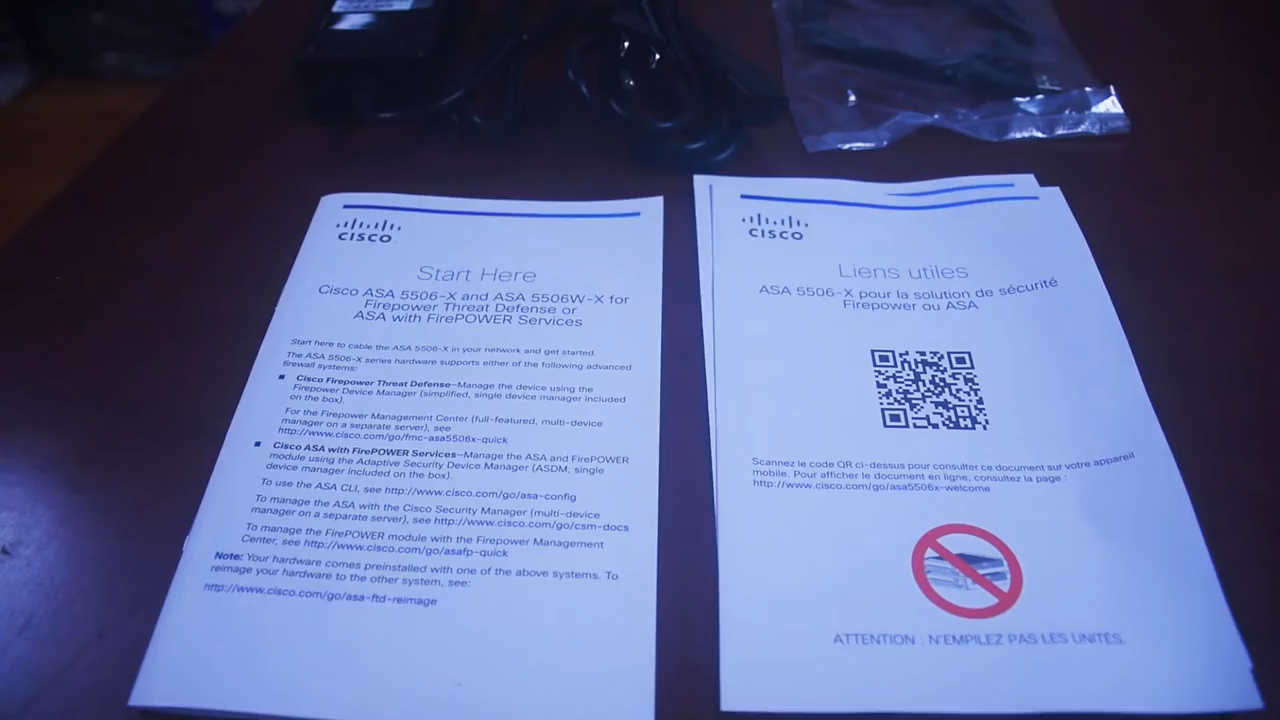 CISCO
Start Here
Cisco ASA 5506-X and ASA 5506W-X for
Firepower Threat Defense or
ASA with FirePOWER Services
Start here to cable the ASA 5506-X in your network and get started.
The ASA 5506-X series hardware supports either of the following advanced
firewall systems:
■ Cisco Firepower Threat Defense—Manage the device using the
Firepower Device Manager (simplified, single device manager included
on the box).
For the Firepower Management Center (full-featured, multi-device
manager on a separate server), see
http://www.cisco.com/go/fmc-asa5506x-quick
■ Cisco ASA with FirePOWER Services—Manage the ASA and FirePOWER
module using the Adaptive Security Device Manager (ASDM; single
device manager included on the box).
To use the ASA CLI, see http://www.cisco.com/go/asa-config
To manage the ASA with the Cisco Security Manager (multi-device
manager on a separate server), see http://www.cisco.com/go/csm-docs
To manage the FirePOWER module with the Firepower Management
Center, see http://www.cisco.com/go/asafp-quick
Note: Your hardware comes preinstalled with one of the above systems. To
reimage your hardware to the other system, see:
http://www.cisco.com/go/asa-ftd-reimage
CISCO
Liens utiles
ASA 5506-X pour la solution de sécurité
Firepower ou ASA
Scannez le code QR ci-dessus pour consulter ce document sur votre appareil
mobile. Pour afficher le document en ligne, consultez la page :
http://www.cisco.com/go/asa5506x-welcome
ATTENTION : N'EMPILEZ PAS LES UNITÉS.